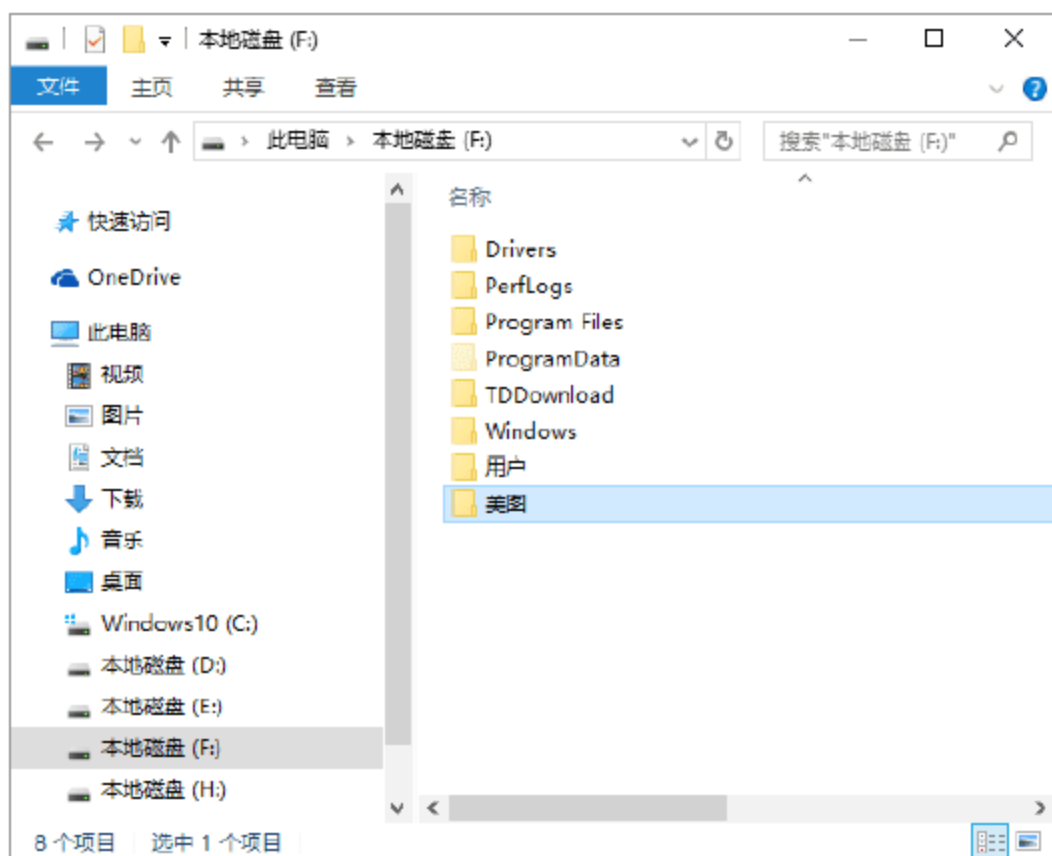 本地磁盘 (F:)
文件 主页 共享 查看
此电脑 本地磁盘 (F:) 搜索"本地磁盘 (F:)"
名称
快速访问
OneDrive
此电脑
视频
图片
文档
下载
音乐
桌面
Windows10 (C:)
本地磁盘 (D:)
本地磁盘 (E:)
本地磁盘 (F:)
本地磁盘 (H:)
Drivers
PerfLogs
Program Files
ProgramData
TDDownload
Windows
用户
美图
8 个项目 选中 1 个项目